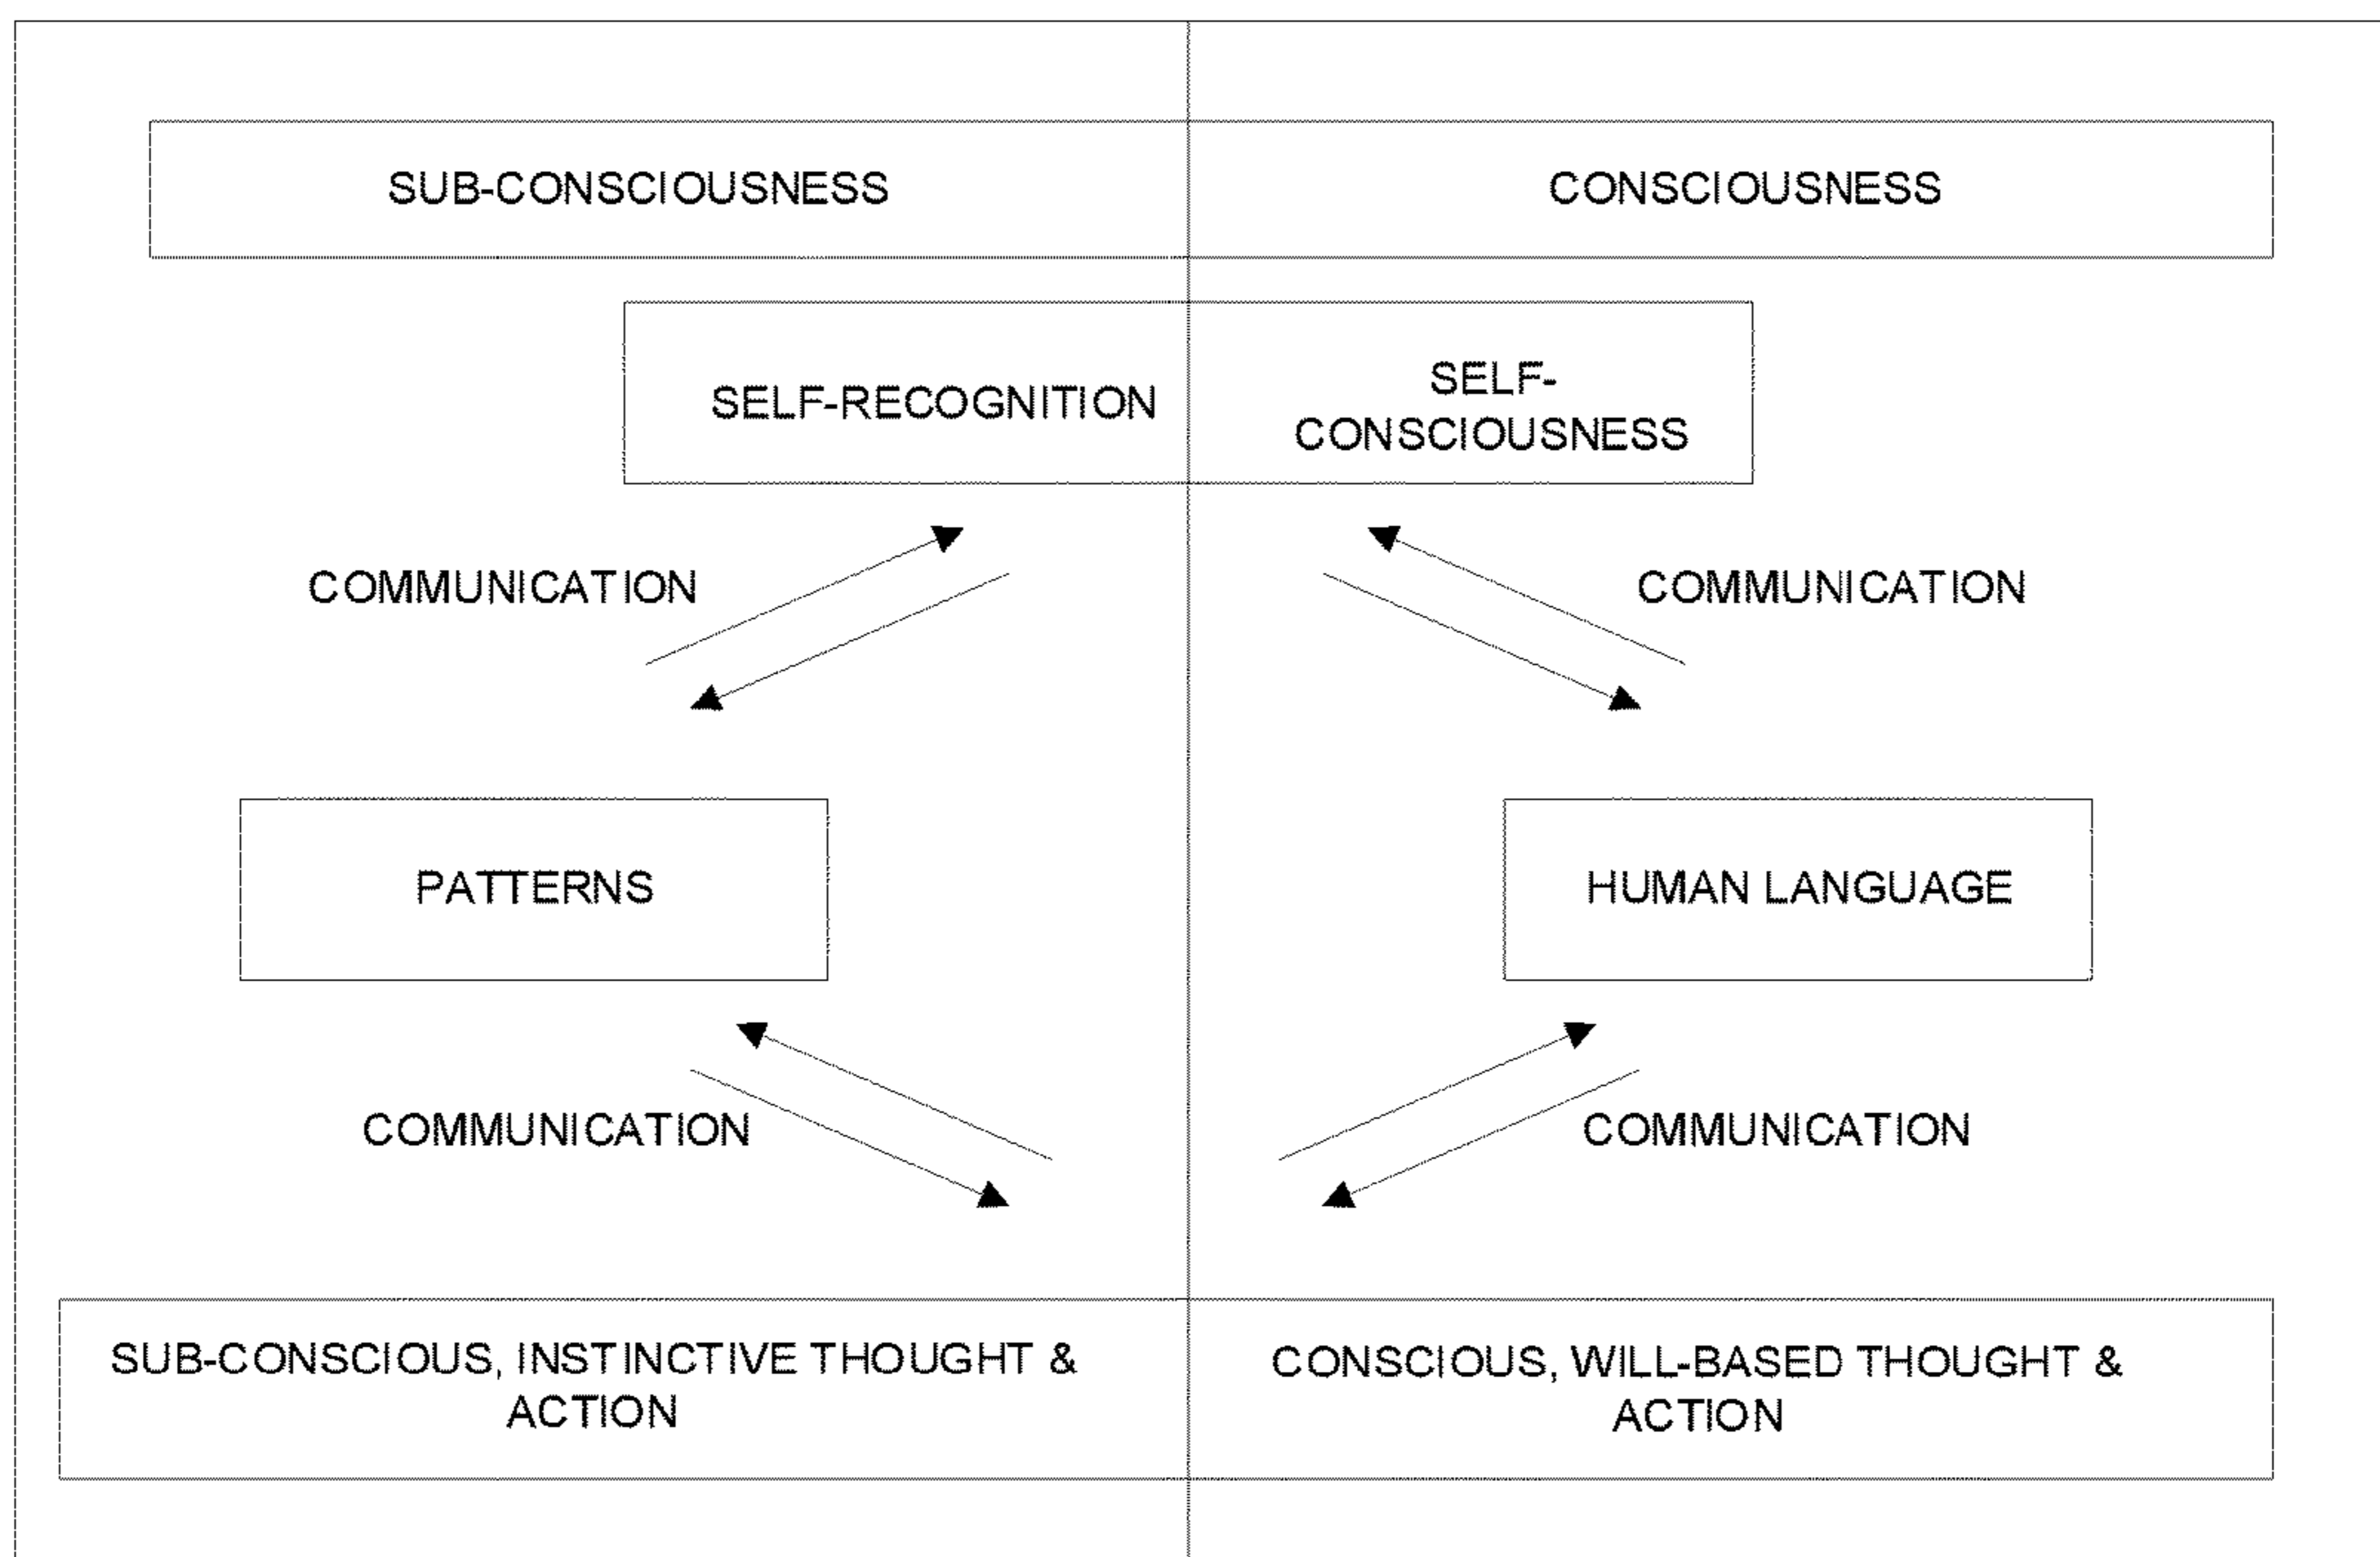 SUB-CONSCIOUSNESS
CONSCIOUSNESS
SELF-RECOGNITION
SELF-
CONSCIOUSNESS
COMMUNICATION
COMMUNICATION
PATTERNS
HUMAN LANGUAGE
COMMUNICATION
COMMUNICATION
SUB-CONSCIOUS, INSTINCTIVE THOUGHT &
ACTION
CONSCIOUS, WILL-BASED THOUGHT &
ACTION